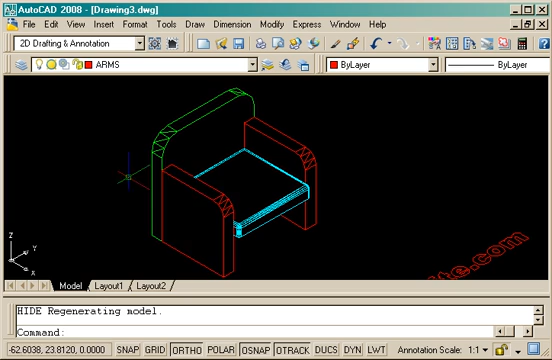 AutoCAD 2008 - [Drawing3.dwg]
File Edit View Insert Format Tools Draw Dimension Modify Express Window Help
2D Drafting & Annotation
ARMS ByLayer ByLayer
Z
Y
X
Model Layout1 Layout2
HIDE Regenerating model.
Command:
-62.6038, 23.8120, 0.0000 SNAP GRID ORTHO POLAR OSNAP OTRACK DUCS DYN LWT Annotation Scale: 1:1